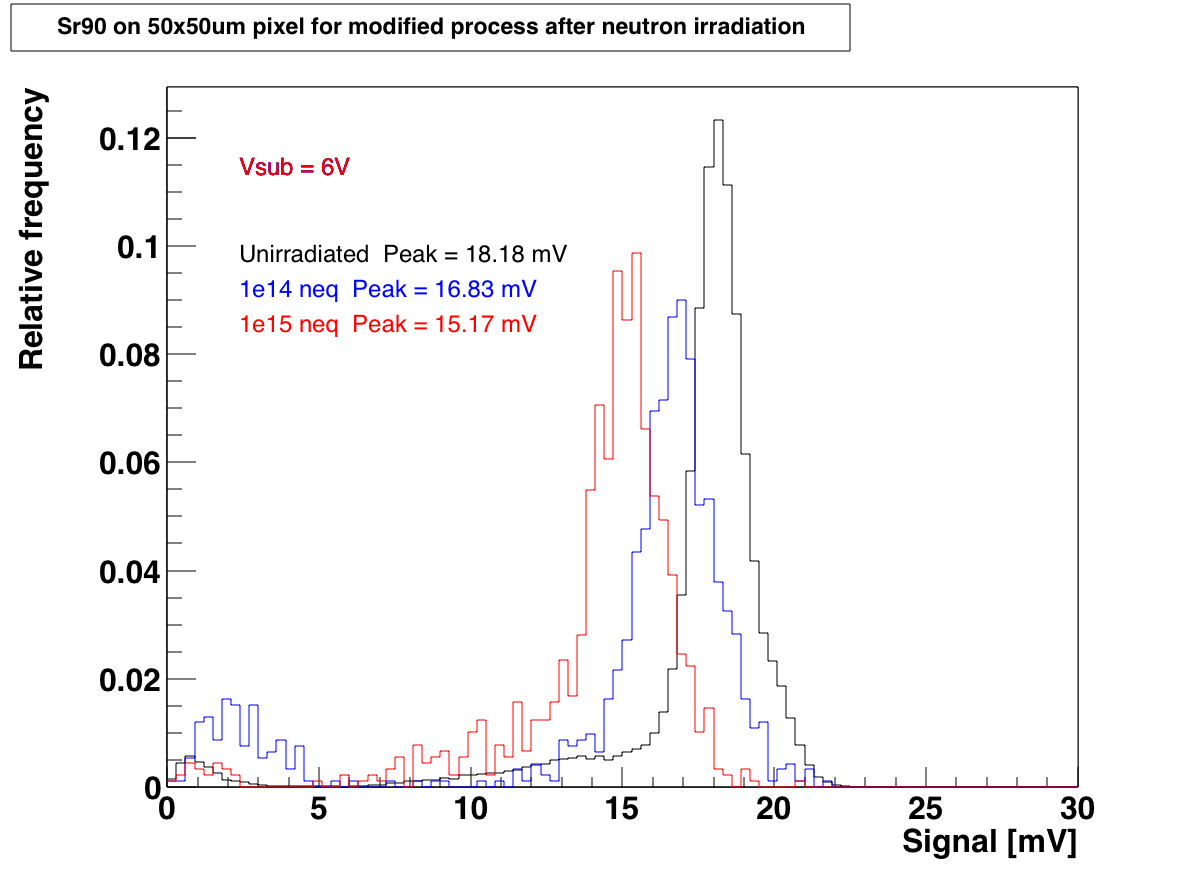 Sr90 on 50x50um pixel for modified process after neutron irradiation
Relative frequency
0.12
0.1
0.08
0.06
0.04
0.02
0
Vsub = 6V
Unirradiated Peak = 18.18 mV
1e14 neq Peak = 16.83 mV
1e15 neq Peak = 15.17 mV
0 5 10 15 20 25 30
Signal [mV]